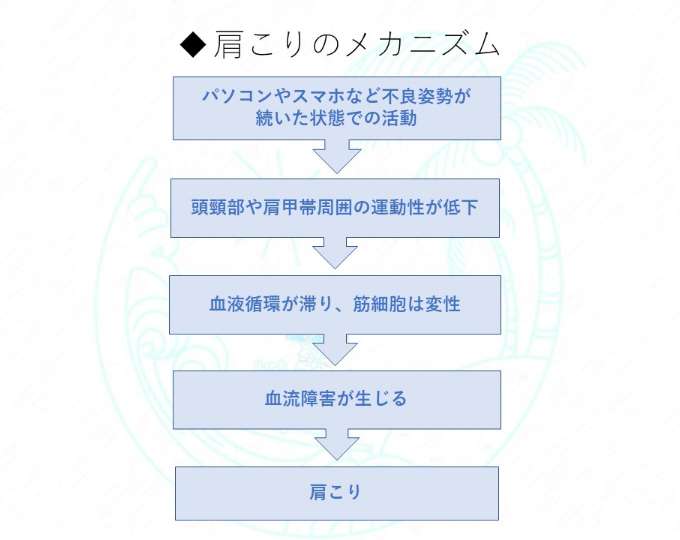 ◆肩こりのメカニズム
パソコンやスマホなど不良姿勢が
続いた状態での活動
頭頸部や肩甲帯周囲の運動性が低下
血液循環が滞り、筋細胞は変性
血流障害が生じる
肩こり